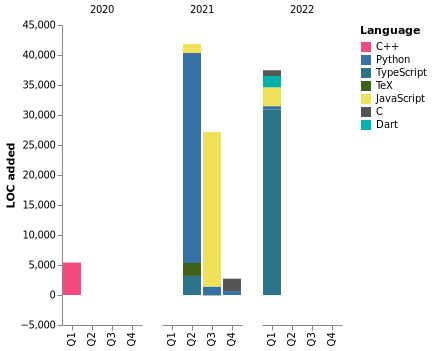 2020 2021 2022
Language
C++
Python
TypeScript
TeX
JavaScript
C
Dart
LOC added
45,000
40,000
35,000
30,000
25,000
20,000
15,000
10,000
5,000
0
−5,000
Q1 Q2 Q3 Q4 Q1 Q2 Q3 Q4 Q1 Q2 Q3 Q4